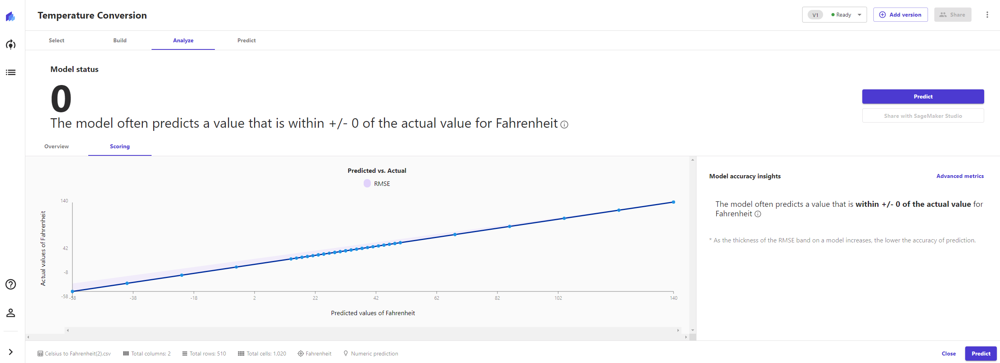 Temperature Conversion
V1
Ready
Add version
Share
Select
Build
Analyze
Predict
Model status
0
The model often predicts a value that is within +/- 0 of the actual value for Fahrenheit
Predict
Share with SageMaker Studio
Overview
Scoring
Predicted vs. Actual
RMSE
Actual values of Fahrenheit
140
42
-8
-58
-58
-38
-18
2
22
42
62
82
102
140
Predicted values of Fahrenheit
Model accuracy insights
Advanced metrics
The model often predicts a value that is within +/- 0 of the actual value for
Fahrenheit
* As the thickness of the RMSE band on a model increases, the lower the accuracy of prediction.
Celsius to Fahrenheit(2).csv
Total columns: 2
Total rows: 510
Total cells: 1,020
Fahrenheit
Numeric prediction
Close
Predict